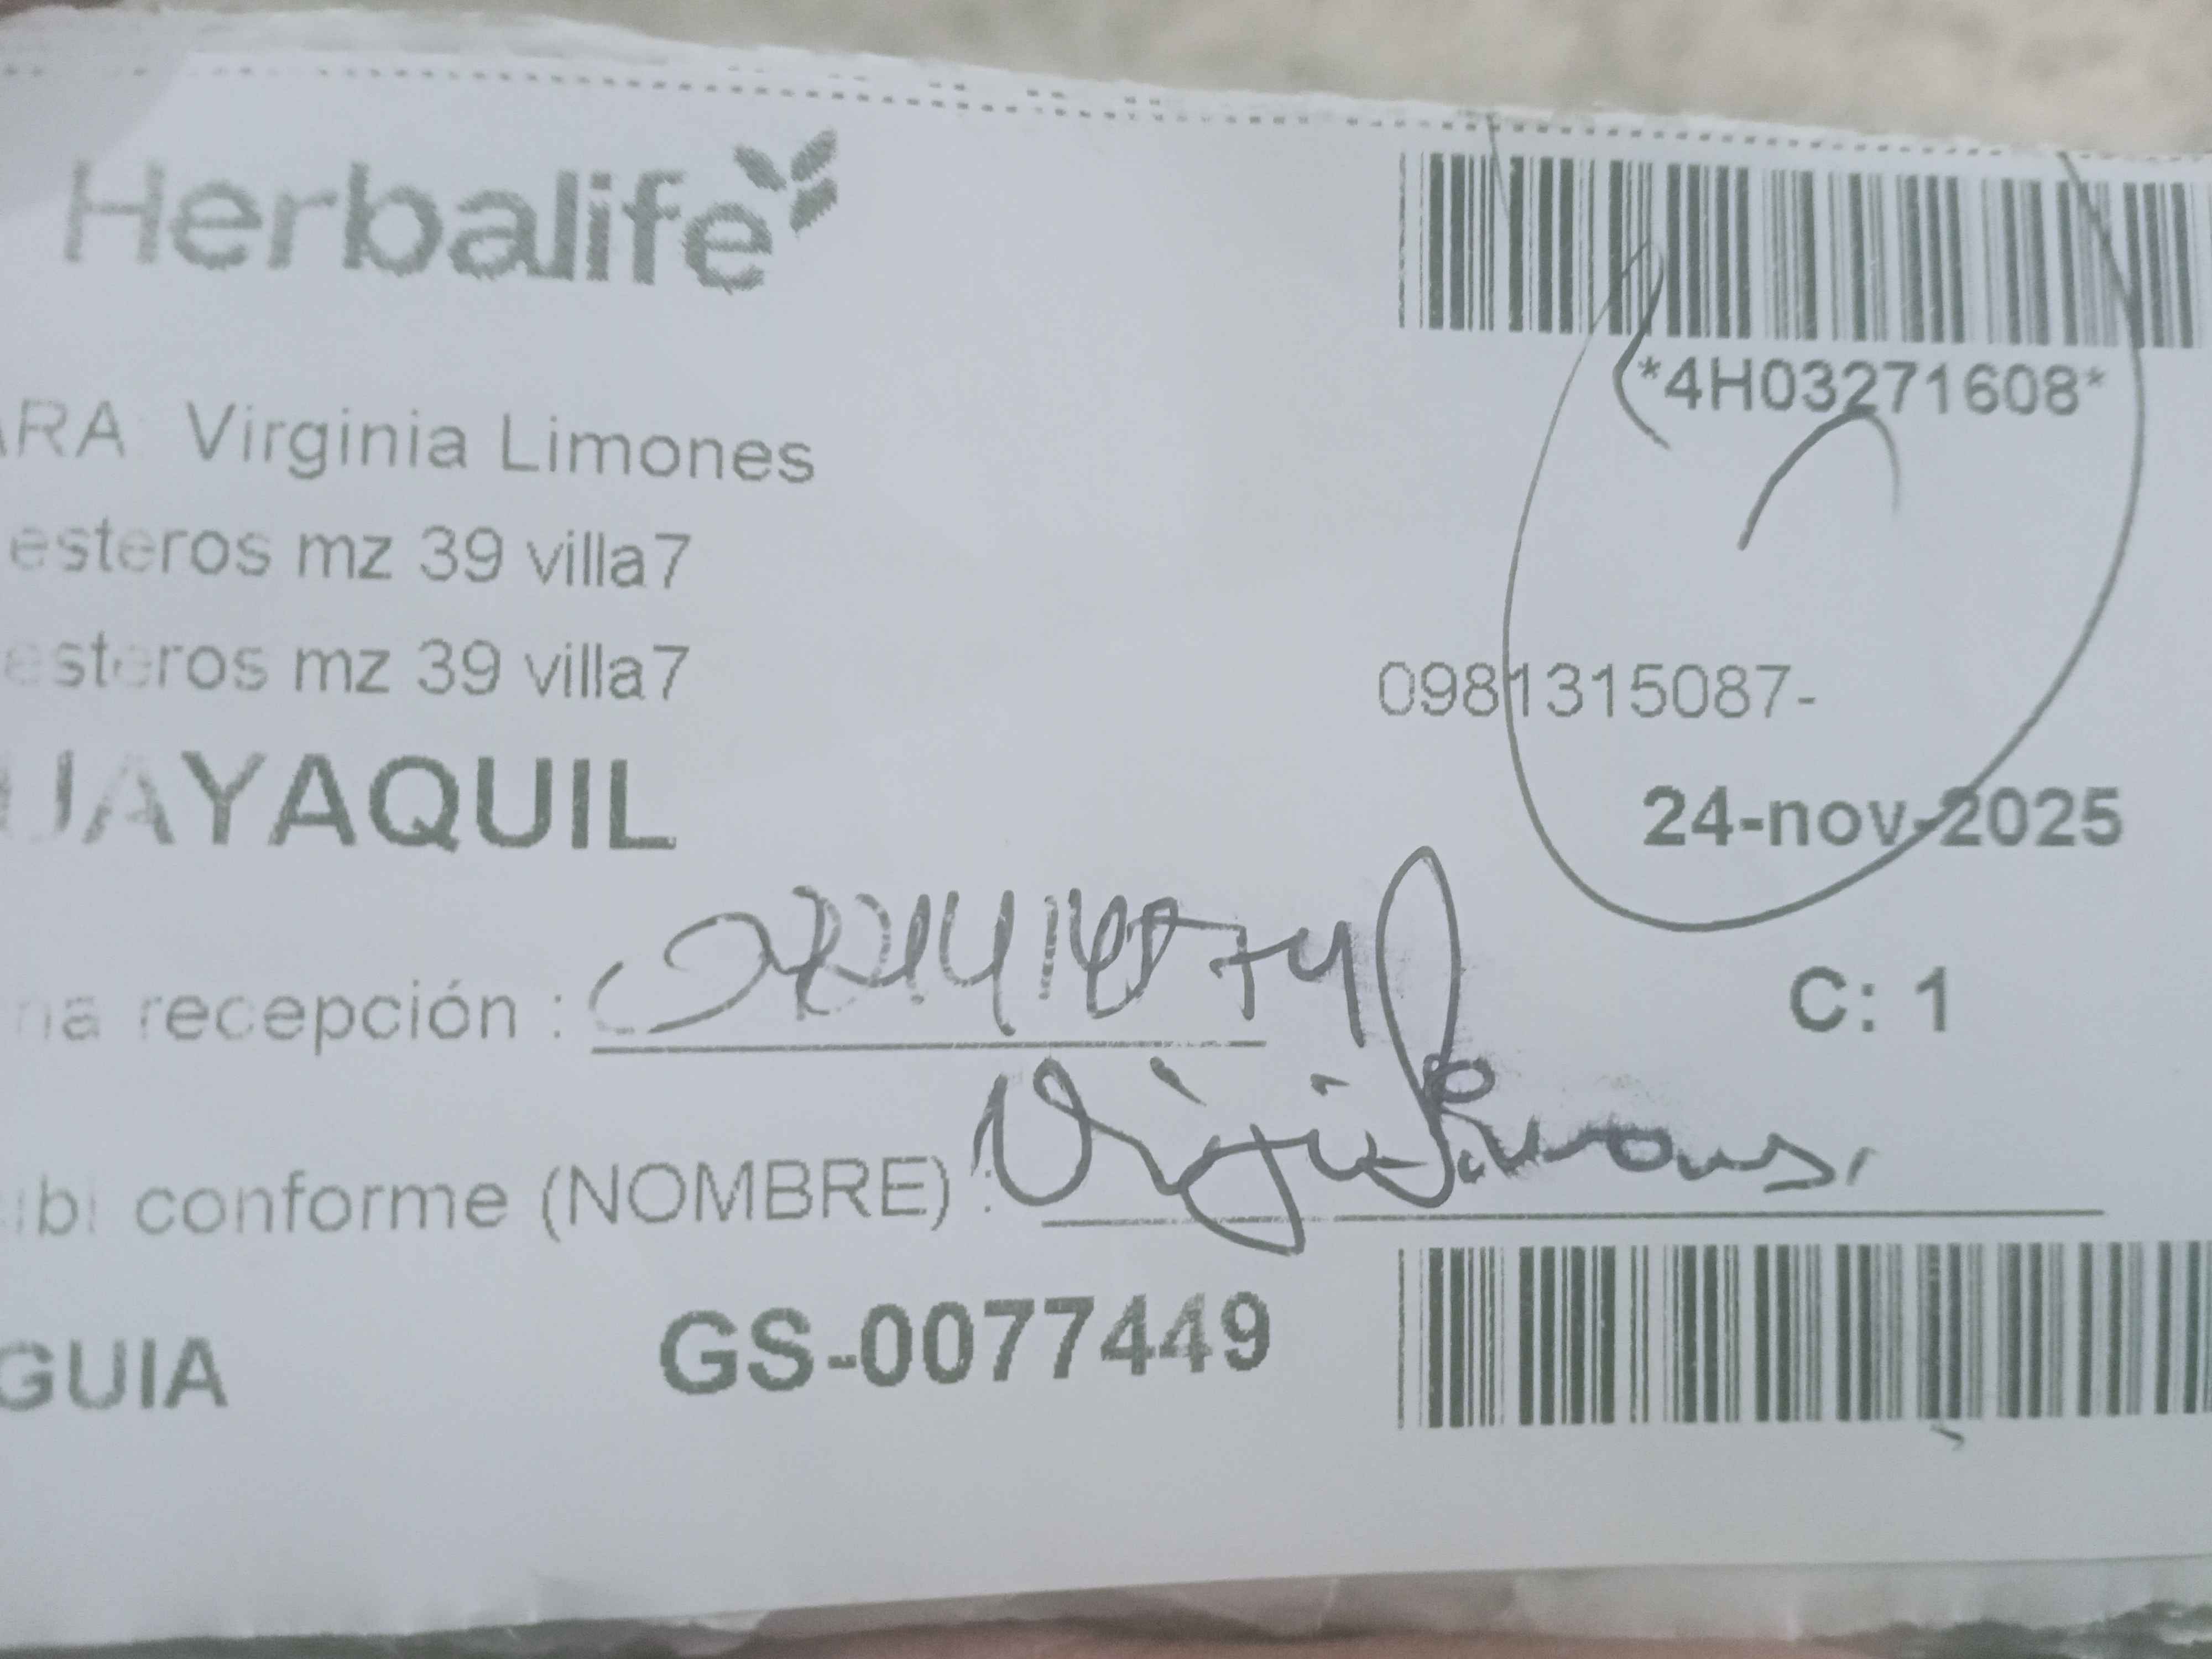 Herbalife
*4H03271608*
ARA: Virginia Limones
esteros mz 39 villa7
esteros mz 39 villa7
0981315087-
UAYAQUIL
24-nov-2025
na recepción :
C: 1
ibi conforme (NOMBRE) :
GUIA GS-0077449